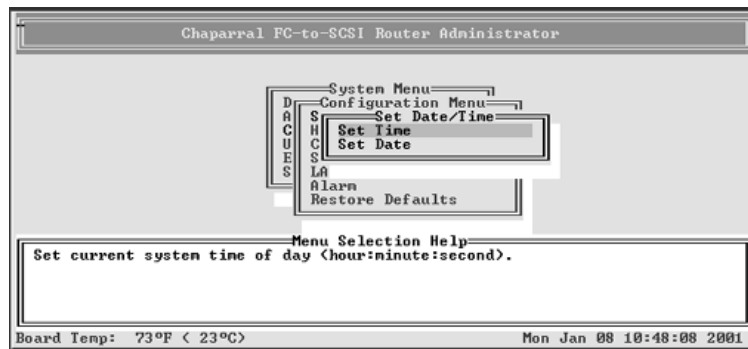 Chaparral FC-to-SCSI Router Administrator
System Menu
D
Configuration Menu
A
S
Set Date/Time
C
H
Set Time
U
C
Set Date
E
S
S
LA
Alarm
Restore Defaults
Menu Selection Help
Set current system time of day (hour:minute:second).
Board Temp: 73ºF ( 23ºC)
Mon Jan 08 10:48:08 2001